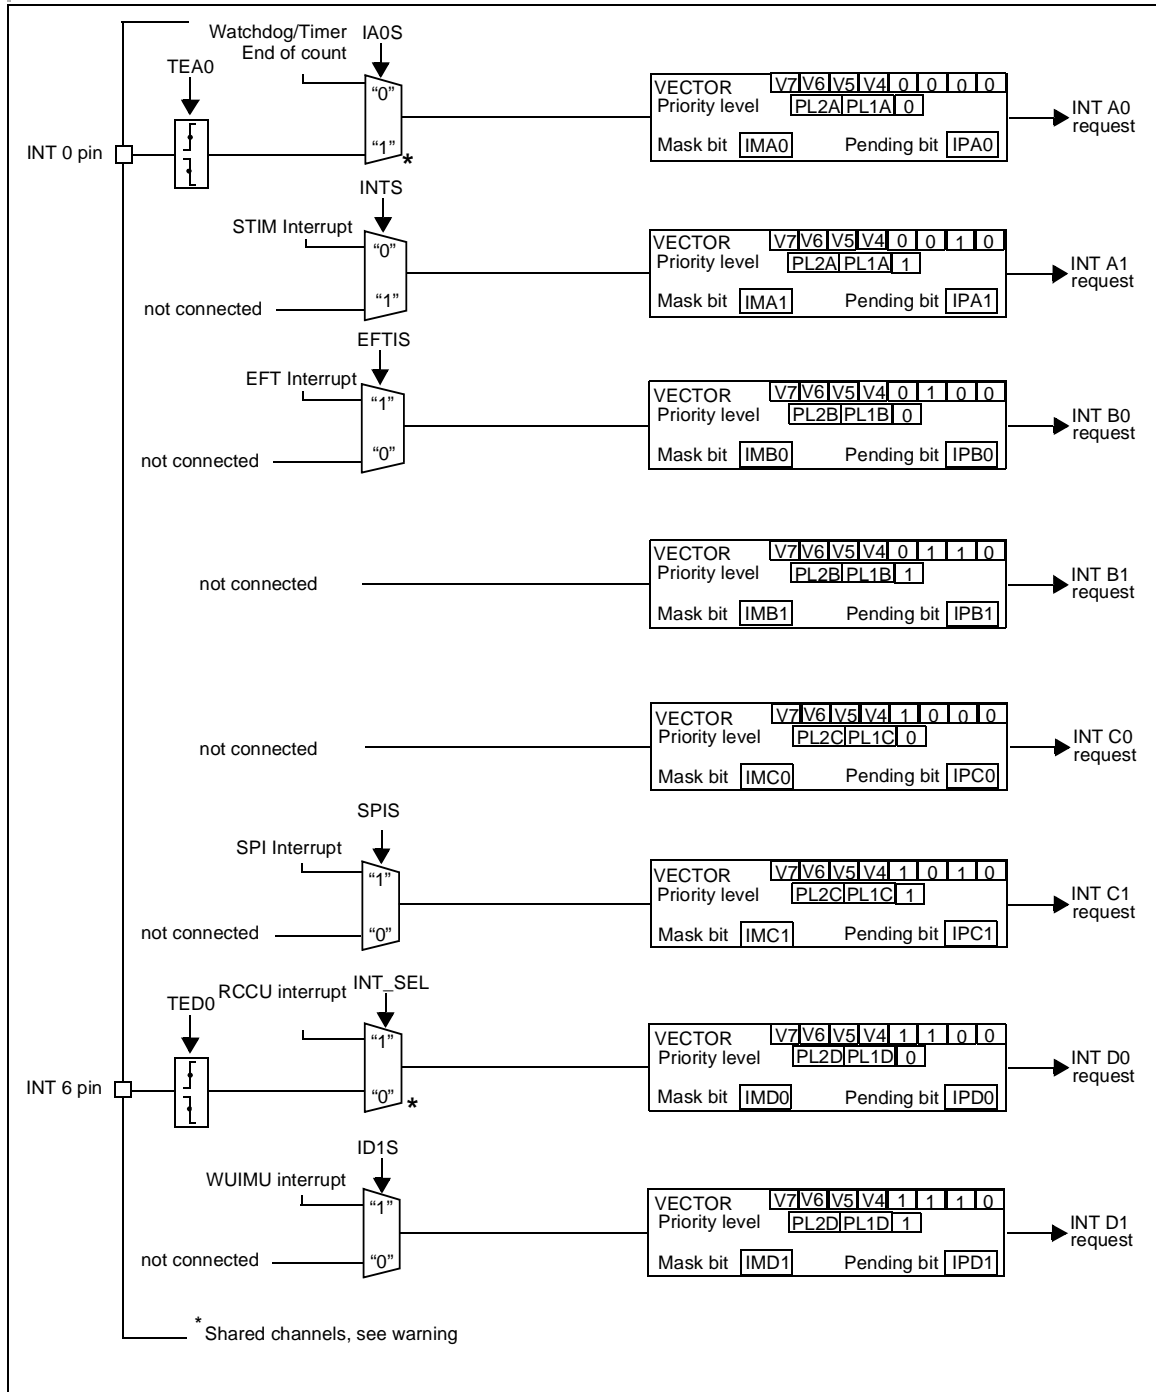 Watchdog/Timer IA0S
End of count
TEA0
“0”
“1”
*
INT 0 pin
VECTOR V7 V6 V5 V4 0 0 0 0
Priority level PL2A PL1A 0
Mask bit IMA0 Pending bit IPA0
INT A0
request
INTS
STIM Interrupt
“0”
“1”
not connected
VECTOR V7 V6 V5 V4 0 0 1 0
Priority level PL2A PL1A 1
Mask bit IMA1 Pending bit IPA1
INT A1
request
EFTIS
EFT Interrupt
“1”
“0”
not connected
VECTOR V7 V6 V5 V4 0 1 0 0
Priority level PL2B PL1B 0
Mask bit IMB0 Pending bit IPB0
INT B0
request
not connected
VECTOR V7 V6 V5 V4 0 1 1 0
Priority level PL2B PL1B 1
Mask bit IMB1 Pending bit IPB1
INT B1
request
not connected
VECTOR V7 V6 V5 V4 1 0 0 0
Priority level PL2C PL1C 0
Mask bit IMC0 Pending bit IPC0
INT C0
request
SPIS
SPI Interrupt
“1”
“0”
not connected
VECTOR V7 V6 V5 V4 1 0 1 0
Priority level PL2C PL1C 1
Mask bit IMC1 Pending bit IPC1
INT C1
request
RCCU interrupt INT_SEL
TED0
“1”
“0”
*
INT 6 pin
VECTOR V7 V6 V5 V4 1 1 0 0
Priority level PL2D PL1D 0
Mask bit IMD0 Pending bit IPD0
INT D0
request
ID1S
WUIMU interrupt
“1”
“0”
not connected
VECTOR V7 V6 V5 V4 1 1 1 0
Priority level PL2D PL1D 1
Mask bit IMD1 Pending bit IPD1
INT D1
request
* Shared channels, see warning